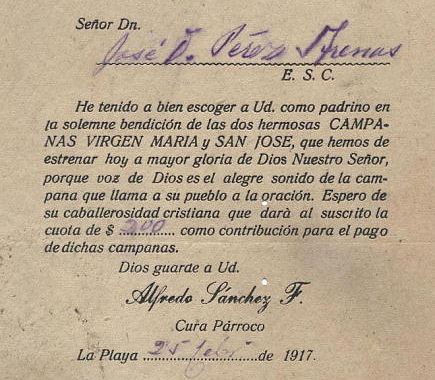 Señor Dn.
José D. Pérez Arenas
E. S. C.
He tenido a bien escoger a Ud. como padrino en
la solemne bendición de las dos hermosas CAMPA-
NAS VIRGEN MARIA y SAN JOSE, que hemos de
estrenar hoy a mayor gloria de Dios Nuestro Señor,
porque voz de Dios es el alegre sonido de la cam-
pana que llama a su pueblo a la oración. Espero de
su caballerosidad cristiana que darà al suscrito la
cuota de $ 200 como contribución para el pago
de dichas campanas.
Dios guarde a Ud.
Alfredo Sánchez F.
Cura Párroco
La Playa 25 febr de 1917.